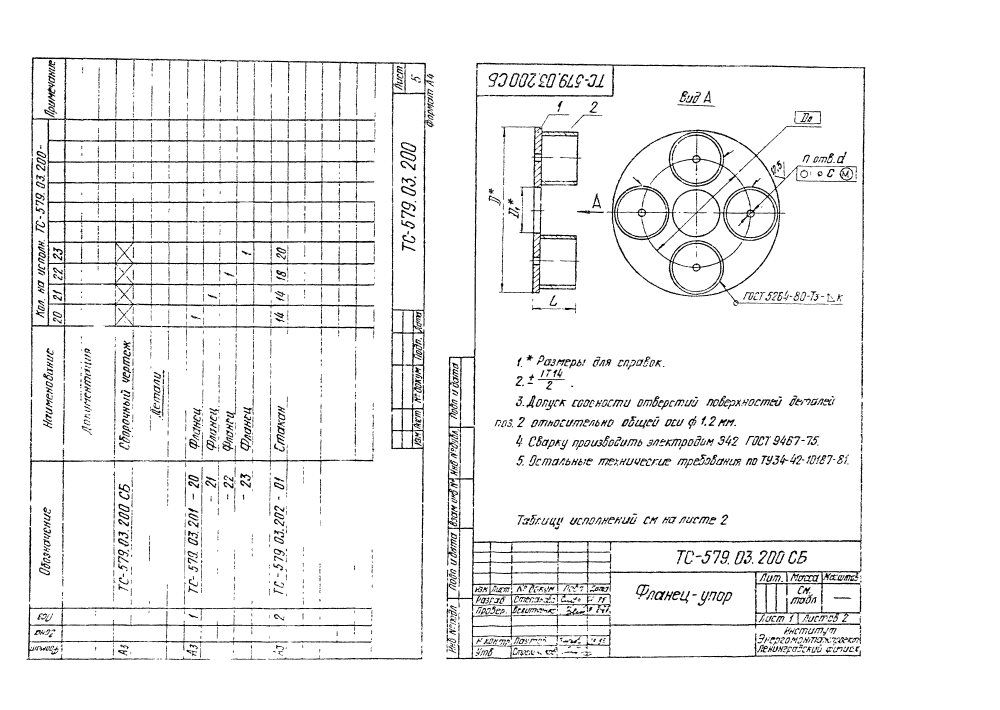 Формат
Зона
Поз.
Обозначение
Наименование
Кол. на исполн. ТС-579.03.200-
20 21 22 23
Примечание
Документация
А3 ТС-579.03.200 СБ Сборочный чертеж
Детали
А3 1 ТС-579.03.201 - 20 Фланец 1
- 21 Фланец 1
- 22 Фланец 1
- 23 Фланец 1
А3 2 ТС-579.03.202 - 01 Стакан 14 14 18 20
Изм Лист № докум Подп. Дата
ТС-579.03.200
Лист
5
Формат А4
ТС-579.03.200 СБ
Вид А
1 2
Dв
n отв. d
С М
0,5
D*
D1*
А
L
ГОСТ 5264-80-Т3-⊿К
1.* Размеры для справок.
2. ± IT14/2 .
3. Допуск соосности отверстий поверхностей деталей
поз. 2 относительно общей оси ф 1.2 мм.
4. Сварку производить электродом Э42 ГОСТ 9467-75.
5. Остальные технические требования по ТУ34-42-10187-81.
Таблицу исполнений см на листе 2
Инв № подл. Подп и дата Взам инв № Инв № дубл. Подп и дата
ТС-579.03.200 СБ
Изм Лист № докум Подп Дата
Разраб
Провер.
Н контр
Утв
Фланец-упор
Лит. Масса Масштаб
См. табл. —
Лист 1 Листов 2
Институт
Энергомонтажпроект
Ленинградский филиал